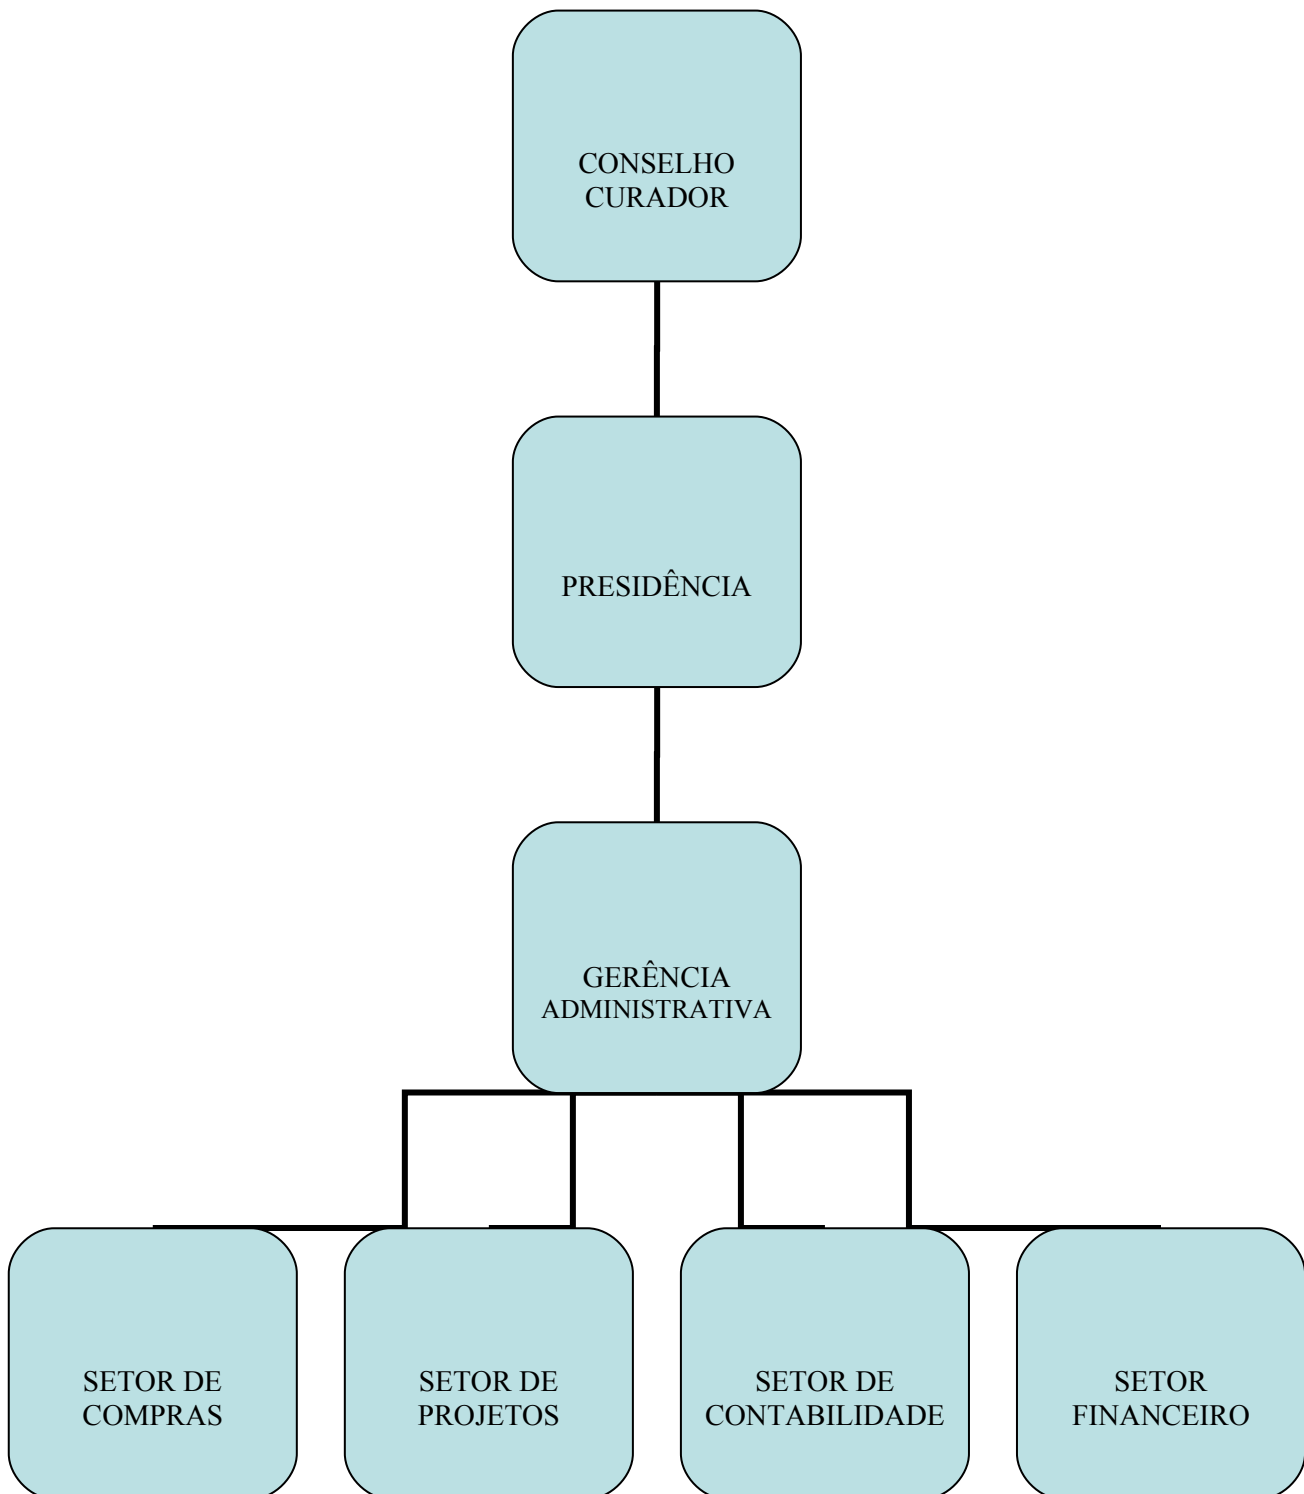 CONSELHO
CURADOR
PRESIDÊNCIA
GERÊNCIA
ADMINISTRATIVA
SETOR DE
COMPRAS
SETOR DE
PROJETOS
SETOR DE
CONTABILIDADE
SETOR
FINANCEIRO